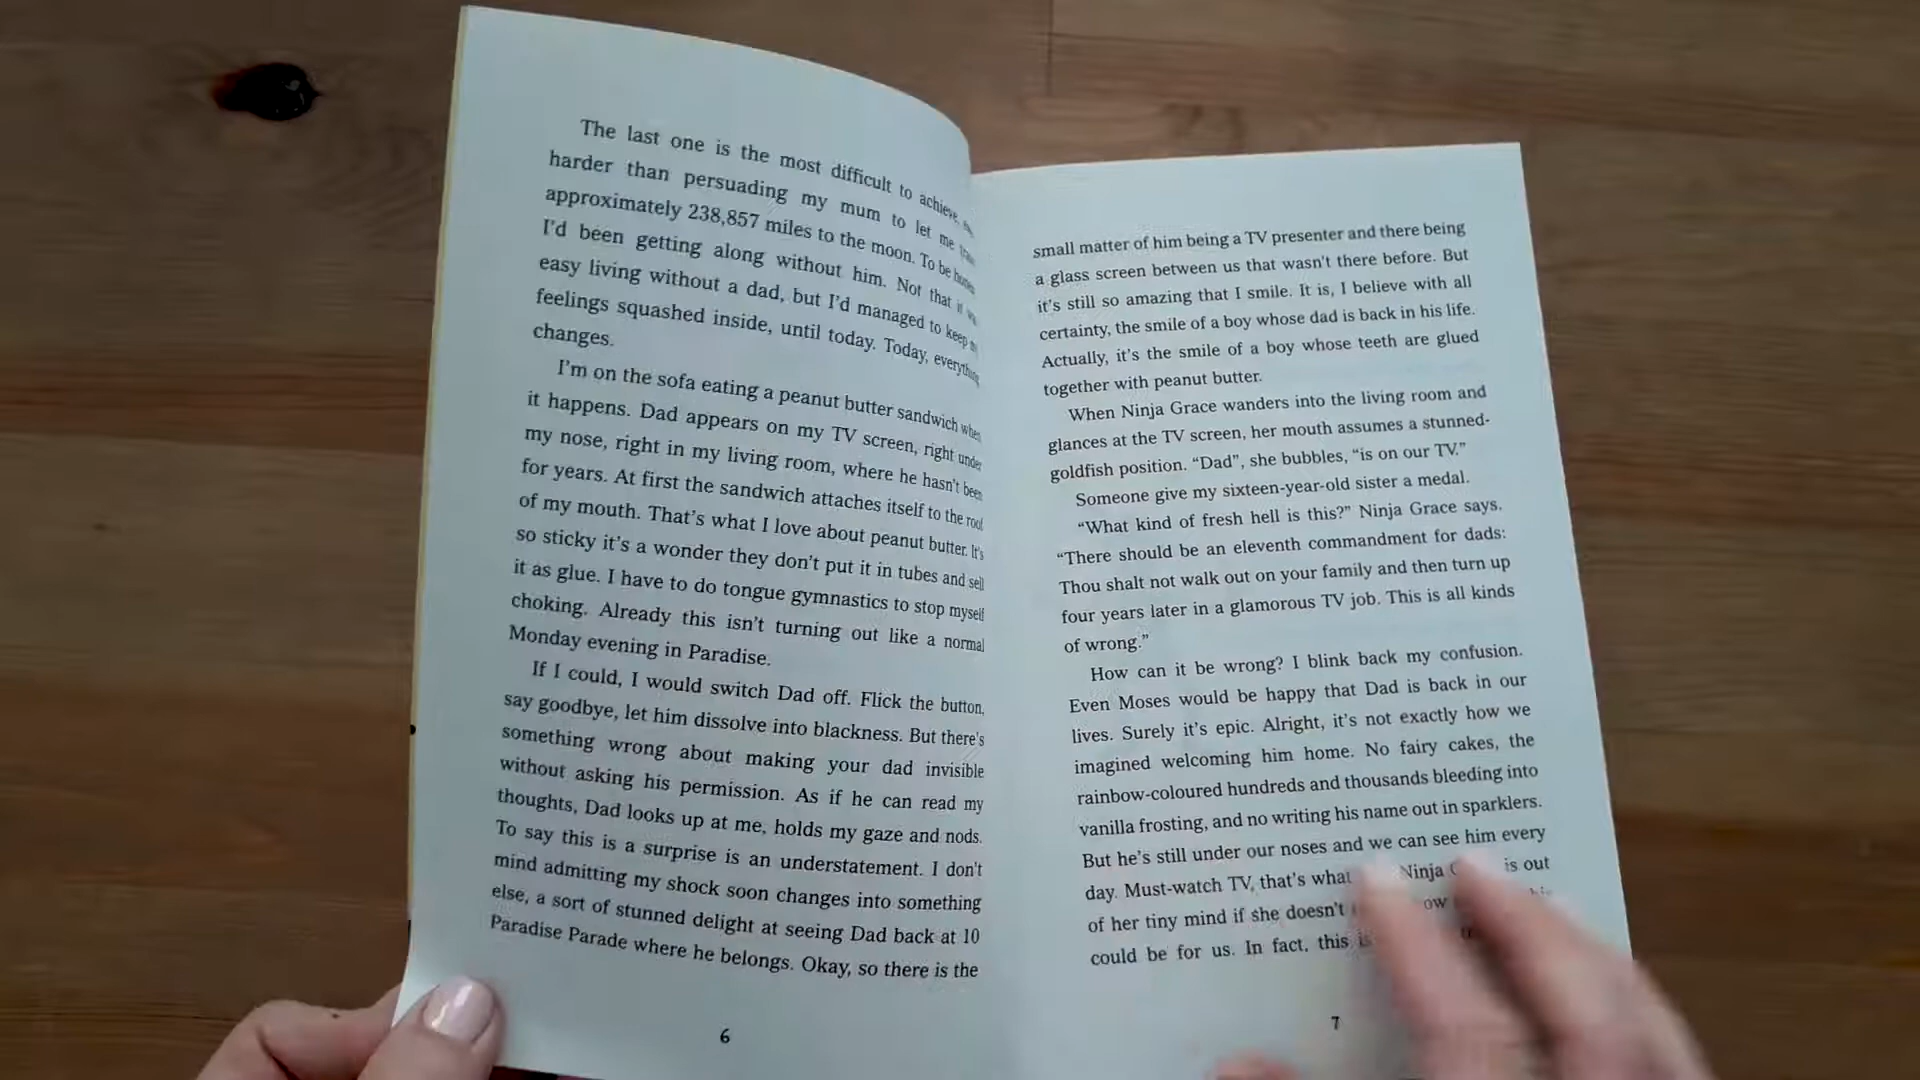 The last one is the most difficult to achieve,
harder than persuading my mum to let me
approximately 238,857 miles to the moon. To be honest
I'd been getting along without him. Not that it was
easy living without a dad, but I'd managed to keep my
feelings squashed inside, until today. Today, everything
changes.
I'm on the sofa eating a peanut butter sandwich when
it happens. Dad appears on my TV screen, right under
my nose, right in my living room, where he hasn't been
for years. At first the sandwich attaches itself to the roof
of my mouth. That's what I love about peanut butter. It's
so sticky it's a wonder they don't put it in tubes and sell
it as glue. I have to do tongue gymnastics to stop myself
choking. Already this isn't turning out like a normal
Monday evening in Paradise.
If I could, I would switch Dad off. Flick the button,
say goodbye, let him dissolve into blackness. But there's
something wrong about making your dad invisible
without asking his permission. As if he can read my
thoughts, Dad looks up at me, holds my gaze and nods.
To say this is a surprise is an understatement. I don't
mind admitting my shock soon changes into something
else, a sort of stunned delight at seeing Dad back at 10
Paradise Parade where he belongs. Okay, so there is the
6
small matter of him being a TV presenter and there being
a glass screen between us that wasn't there before. But
it's still so amazing that I smile. It is, I believe with all
certainty, the smile of a boy whose dad is back in his life.
Actually, it's the smile of a boy whose teeth are glued
together with peanut butter.
When Ninja Grace wanders into the living room and
glances at the TV screen, her mouth assumes a stunned-
goldfish position. “Dad”, she bubbles, “is on our TV.”
Someone give my sixteen-year-old sister a medal.
“What kind of fresh hell is this?” Ninja Grace says.
“There should be an eleventh commandment for dads:
Thou shalt not walk out on your family and then turn up
four years later in a glamorous TV job. This is all kinds
of wrong.”
How can it be wrong? I blink back my confusion.
Even Moses would be happy that Dad is back in our
lives. Surely it's epic. Alright, it's not exactly how we
imagined welcoming him home. No fairy cakes, the
rainbow-coloured hundreds and thousands bleeding into
vanilla frosting, and no writing his name out in sparklers.
But he's still under our noses and we can see him every
day. Must-watch TV, that's what Ninja is out
of her tiny mind if she doesn't
could be for us. In fact, this is
7